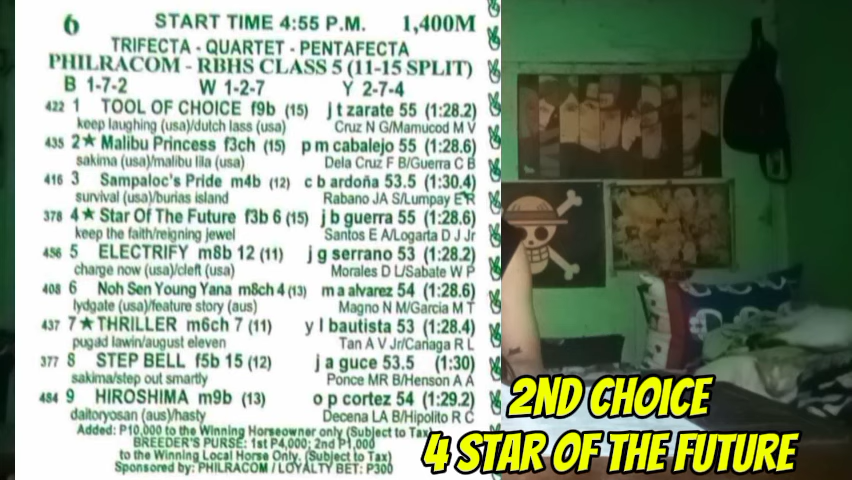 6 START TIME 4:55 P.M. 1,400M
TRIFECTA - QUARTET - PENTAFECTA
PHILRACOM - RBHS CLASS 5 (11-15 SPLIT)
B 1-7-2 W 1-2-7 Y 2-7-4
422 1 TOOL OF CHOICE f9b (15) j t zarate 55 (1:28.2)
keep laughing (usa)/dutch lass (usa) Cruz N G/Mamucod M V
435 2★ Malibu Princess f3ch (15) p m cabalejo 55 (1:28.6)
sakima (usa)/malibu lila (usa) Dela Cruz F B/Guerra C B
416 3 Sampaloc's Pride m4b (12) c b ardoña 53.5 (1:30.4)
survival (usa)/burias island Rabano JA S/Lumpay E R
378 4★ Star Of The Future f3b 6 (15) j b guerra 55 (1:28.6)
keep the faith/reigning jewel Santos E A/Logarta D J Jr
456 5 ELECTRIFY m8b 12 (11) j g serrano 53 (1:28.2)
charge now (usa)/cleft (usa) Morales D L/Sabate W P
408 6 Noh Sen Young Yana m8ch 4 (13) m a alvarez 54 (1:28.6)
lydgate (usa)/feature story (aus) Magno N M/Garcia M T
437 7★ THRILLER m6ch 7 (11) y l bautista 53 (1:28.4)
pugad lawin/august eleven Tan A V Jr/Cariaga R L
377 8 STEP BELL f5b 15 (12) j a guce 53.5 (1:30)
sakima/step out smartly Ponce MR B/Henson A A
484 9 HIROSHIMA m9b (13) o p cortez 54 (1:29.2)
daitoryosan (aus)/hasty Decena LA B/Hipolito R C
Added: P10,000 to the Winning Horseowner only (Subject to Tax)
BREEDER'S PURSE: 1st P4,000; 2nd P1,000
to the Winning Local Horse Only. (Subject to Tax)
Sponsored by: PHILRACOM / LOYALTY BET: P300
2ND CHOICE
4 STAR OF THE FUTURE